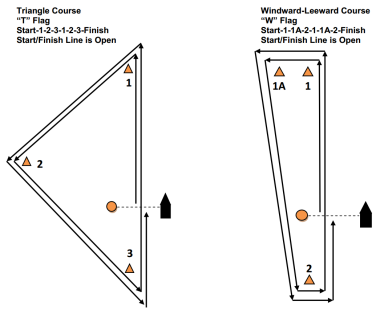 Triangle Course
"T" Flag
Start-1-2-3-1-2-3-Finish
Start/Finish Line is Open
1
2
3
Windward-Leeward Course
"W" Flag
Start-1-1A-2-1-1A-2-Finish
Start/Finish Line is Open
1A 1
2